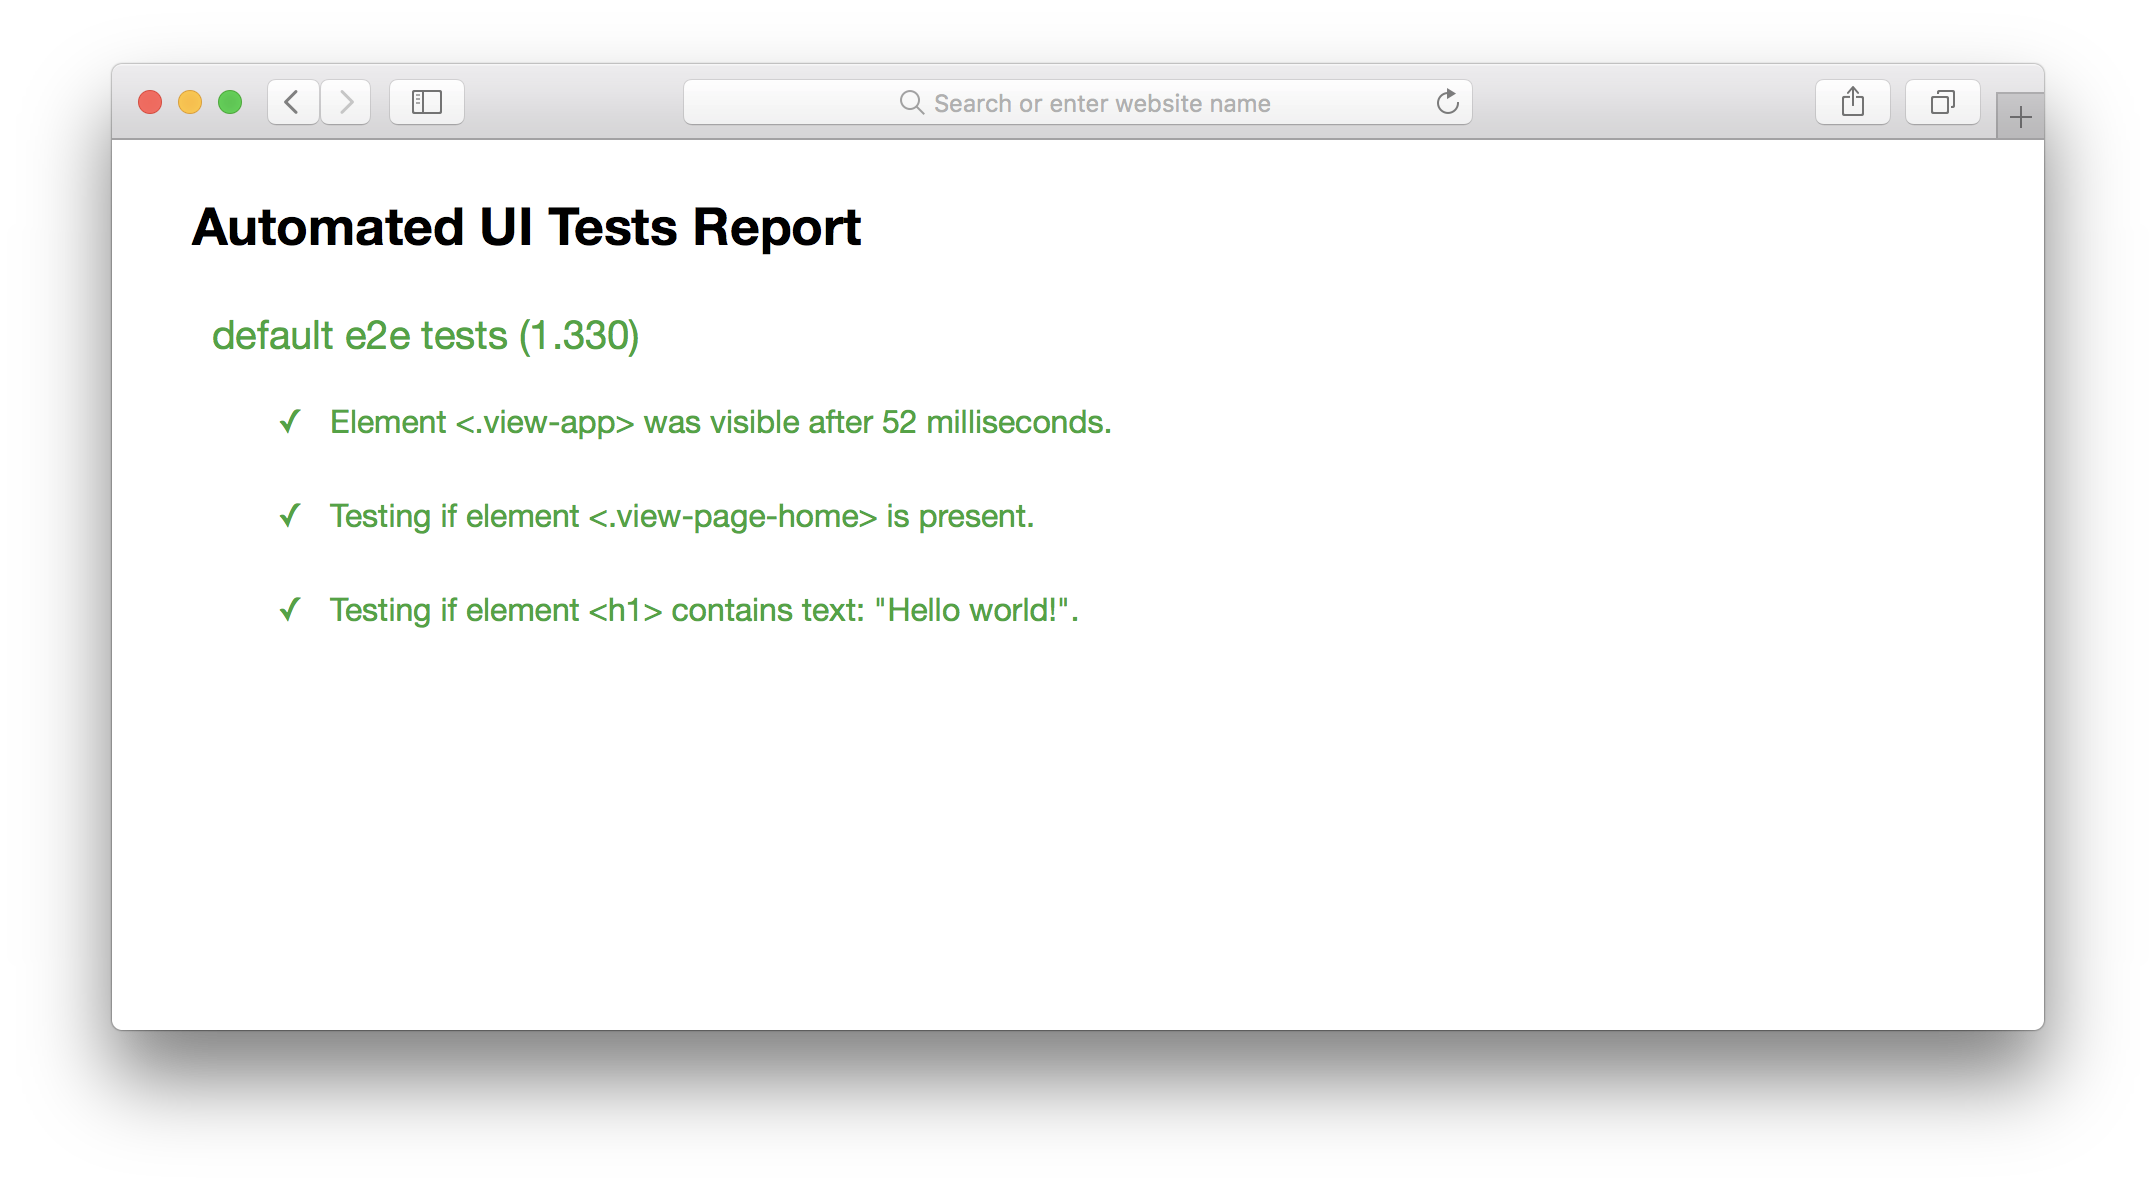 Search or enter website name
Automated UI Tests Report
default e2e tests (1.330)
✓ Element <.view-app> was visible after 52 milliseconds.
✓ Testing if element <.view-page-home> is present.
✓ Testing if element <h1> contains text: "Hello world!".